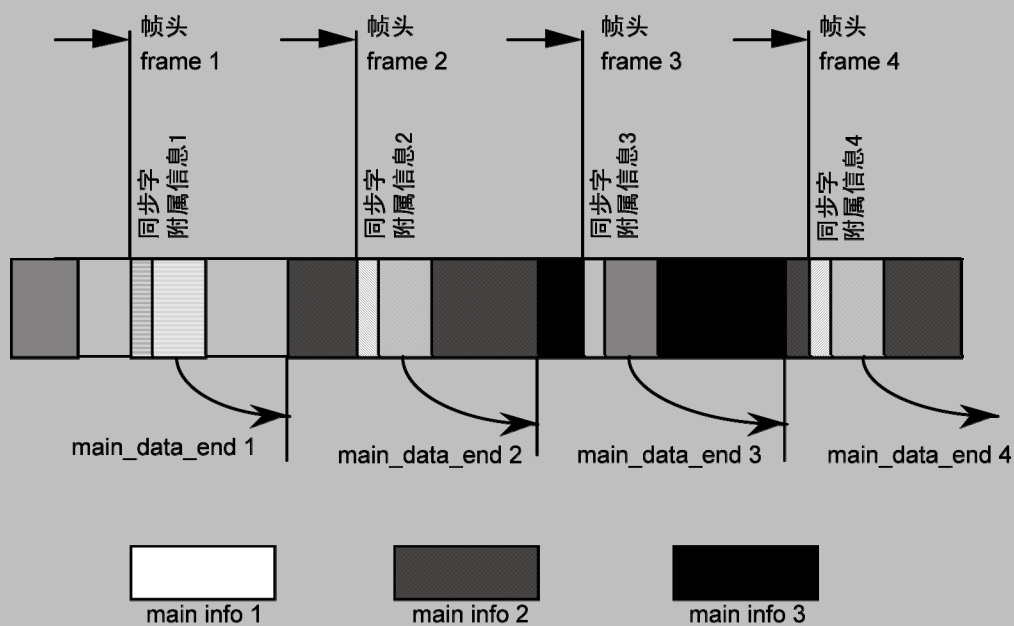 帧头
frame 1
帧头
frame 2
帧头
frame 3
帧头
frame 4
同步字
附属信息1
同步字
附属信息2
同步字
附属信息3
同步字
附属信息4
main_data_end 1
main_data_end 2
main_data_end 3
main_data_end 4
main info 1
main info 2
main info 3